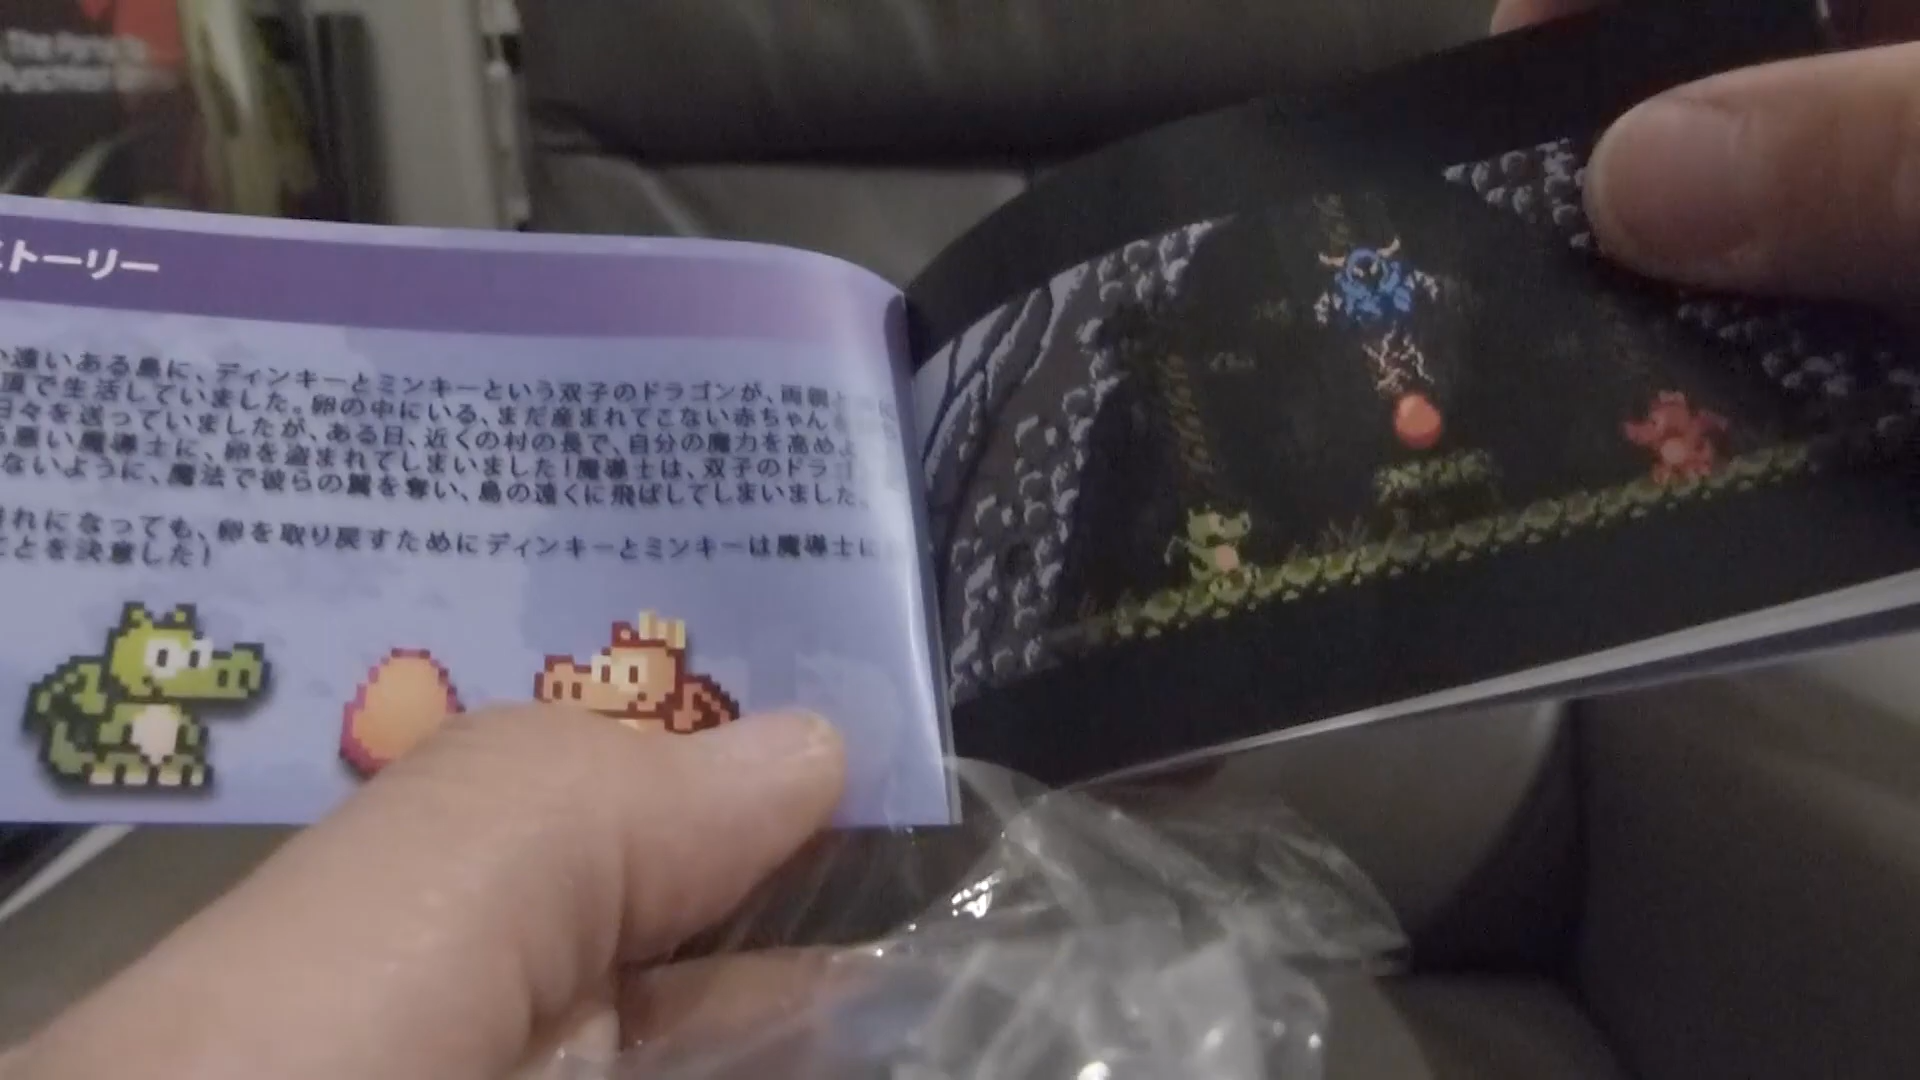 The
ストーリー
遠いある島に、ディンキーとミンキーという双子のドラゴンが、両親と
頂で生活していました。卵の中にいる、まだ産まれてこない赤ちゃん
日々を送っていましたが、ある日、近くの村の長で、自分の魔力を高めよ
悪い魔導士に、卵を盗まれてしまいました！魔導士は、双子のドラゴ
ないように、魔法で彼らの翼を奪い、島の遠くに飛ばしてしまいました。
れになっても、卵を取り戻すためにディンキーとミンキーは魔導士に
ことを決意した）